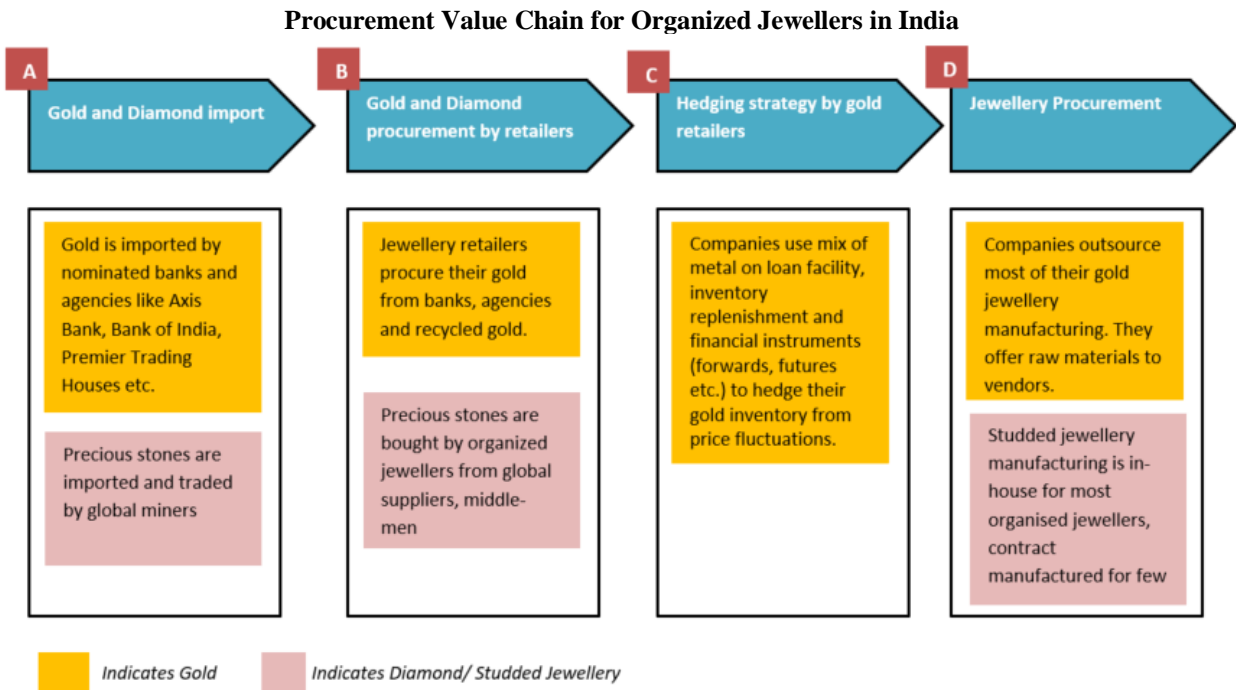 Procurement Value Chain for Organized Jewellers in India
A
Gold and Diamond import
Gold is imported by
nominated banks and
agencies like Axis
Bank, Bank of India,
Premier Trading
Houses etc.
Precious stones are
imported and traded
by global miners
B
Gold and Diamond
procurement by retailers
Jewellery retailers
procure their gold
from banks, agencies
and recycled gold.
Precious stones are
bought by organized
jewellers from global
suppliers, middle-
men
C
Hedging strategy by gold
retailers
Companies use mix of
metal on loan facility,
inventory
replenishment and
financial instruments
(forwards, futures
etc.) to hedge their
gold inventory from
price fluctuations.
D
Jewellery Procurement
Companies outsource
most of their gold
jewellery
manufacturing. They
offer raw materials to
vendors.
Studded jewellery
manufacturing is in-
house for most
organised jewellers,
contract
manufactured for few
Indicates Gold
Indicates Diamond/ Studded Jewellery